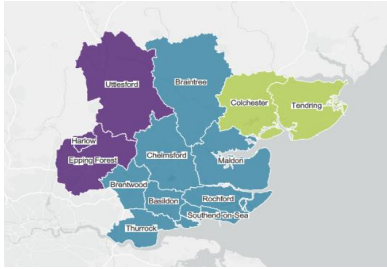 Uttlesford
Braintree
Colchester
Tendring
Harlow
Epping Forest
Chelmsford
Maldon
Brentwood
Basildon
Rochford
Southend-on-Sea
Thurrock